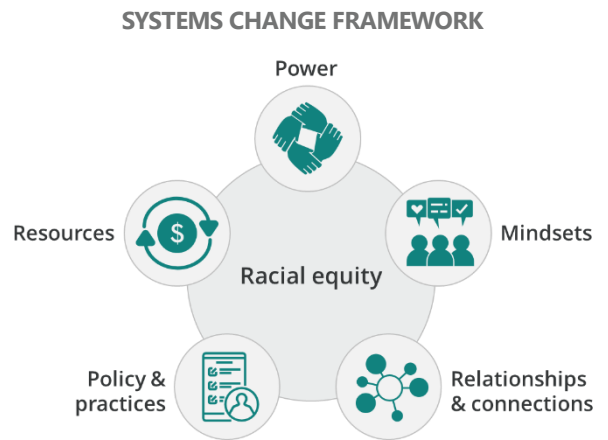 SYSTEMS CHANGE FRAMEWORK
Power
Resources
$
Mindsets
Racial equity
Policy &
practices
Relationships
& connections